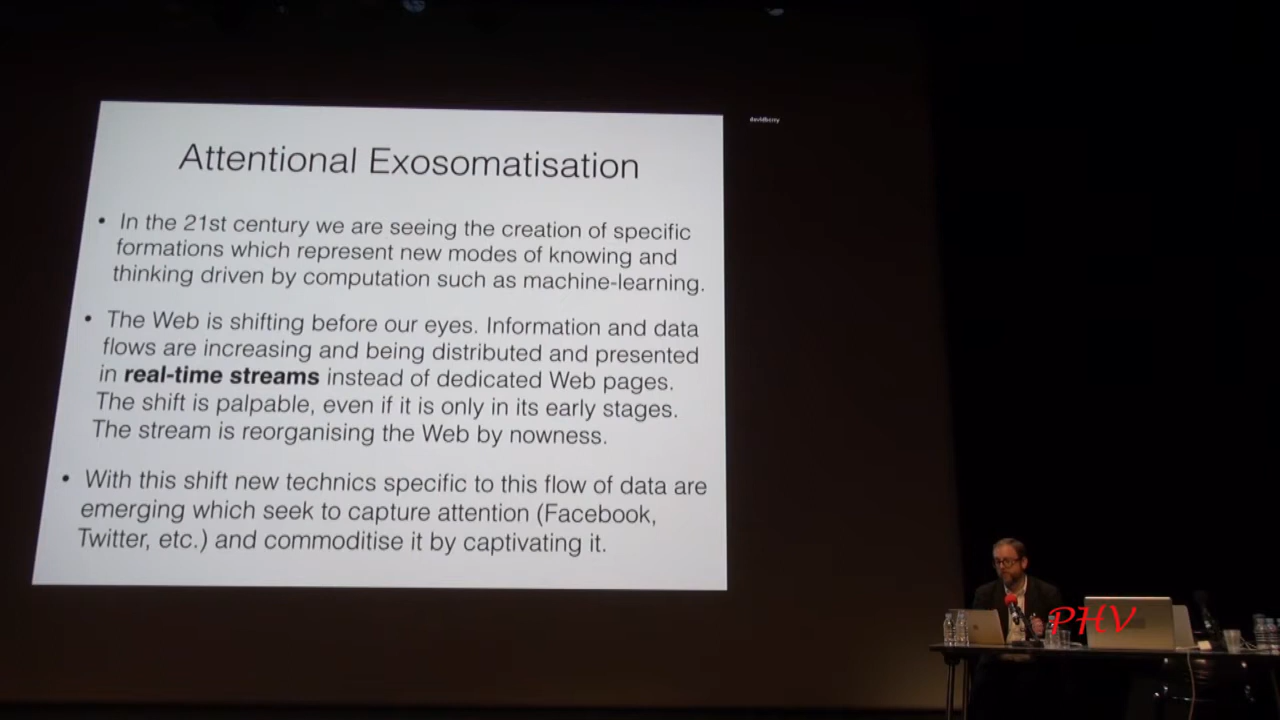 Attentional Exosomatisation
• In the 21st century we are seeing the creation of specific
formations which represent new modes of knowing and
thinking driven by computation such as machine-learning.
• The Web is shifting before our eyes. Information and data
flows are increasing and being distributed and presented
in real-time streams instead of dedicated Web pages.
The shift is palpable, even if it is only in its early stages.
The stream is reorganising the Web by nowness.
• With this shift new technics specific to this flow of data are
emerging which seek to capture attention (Facebook,
Twitter, etc.) and commoditise it by captivating it.
davidberry
PHV